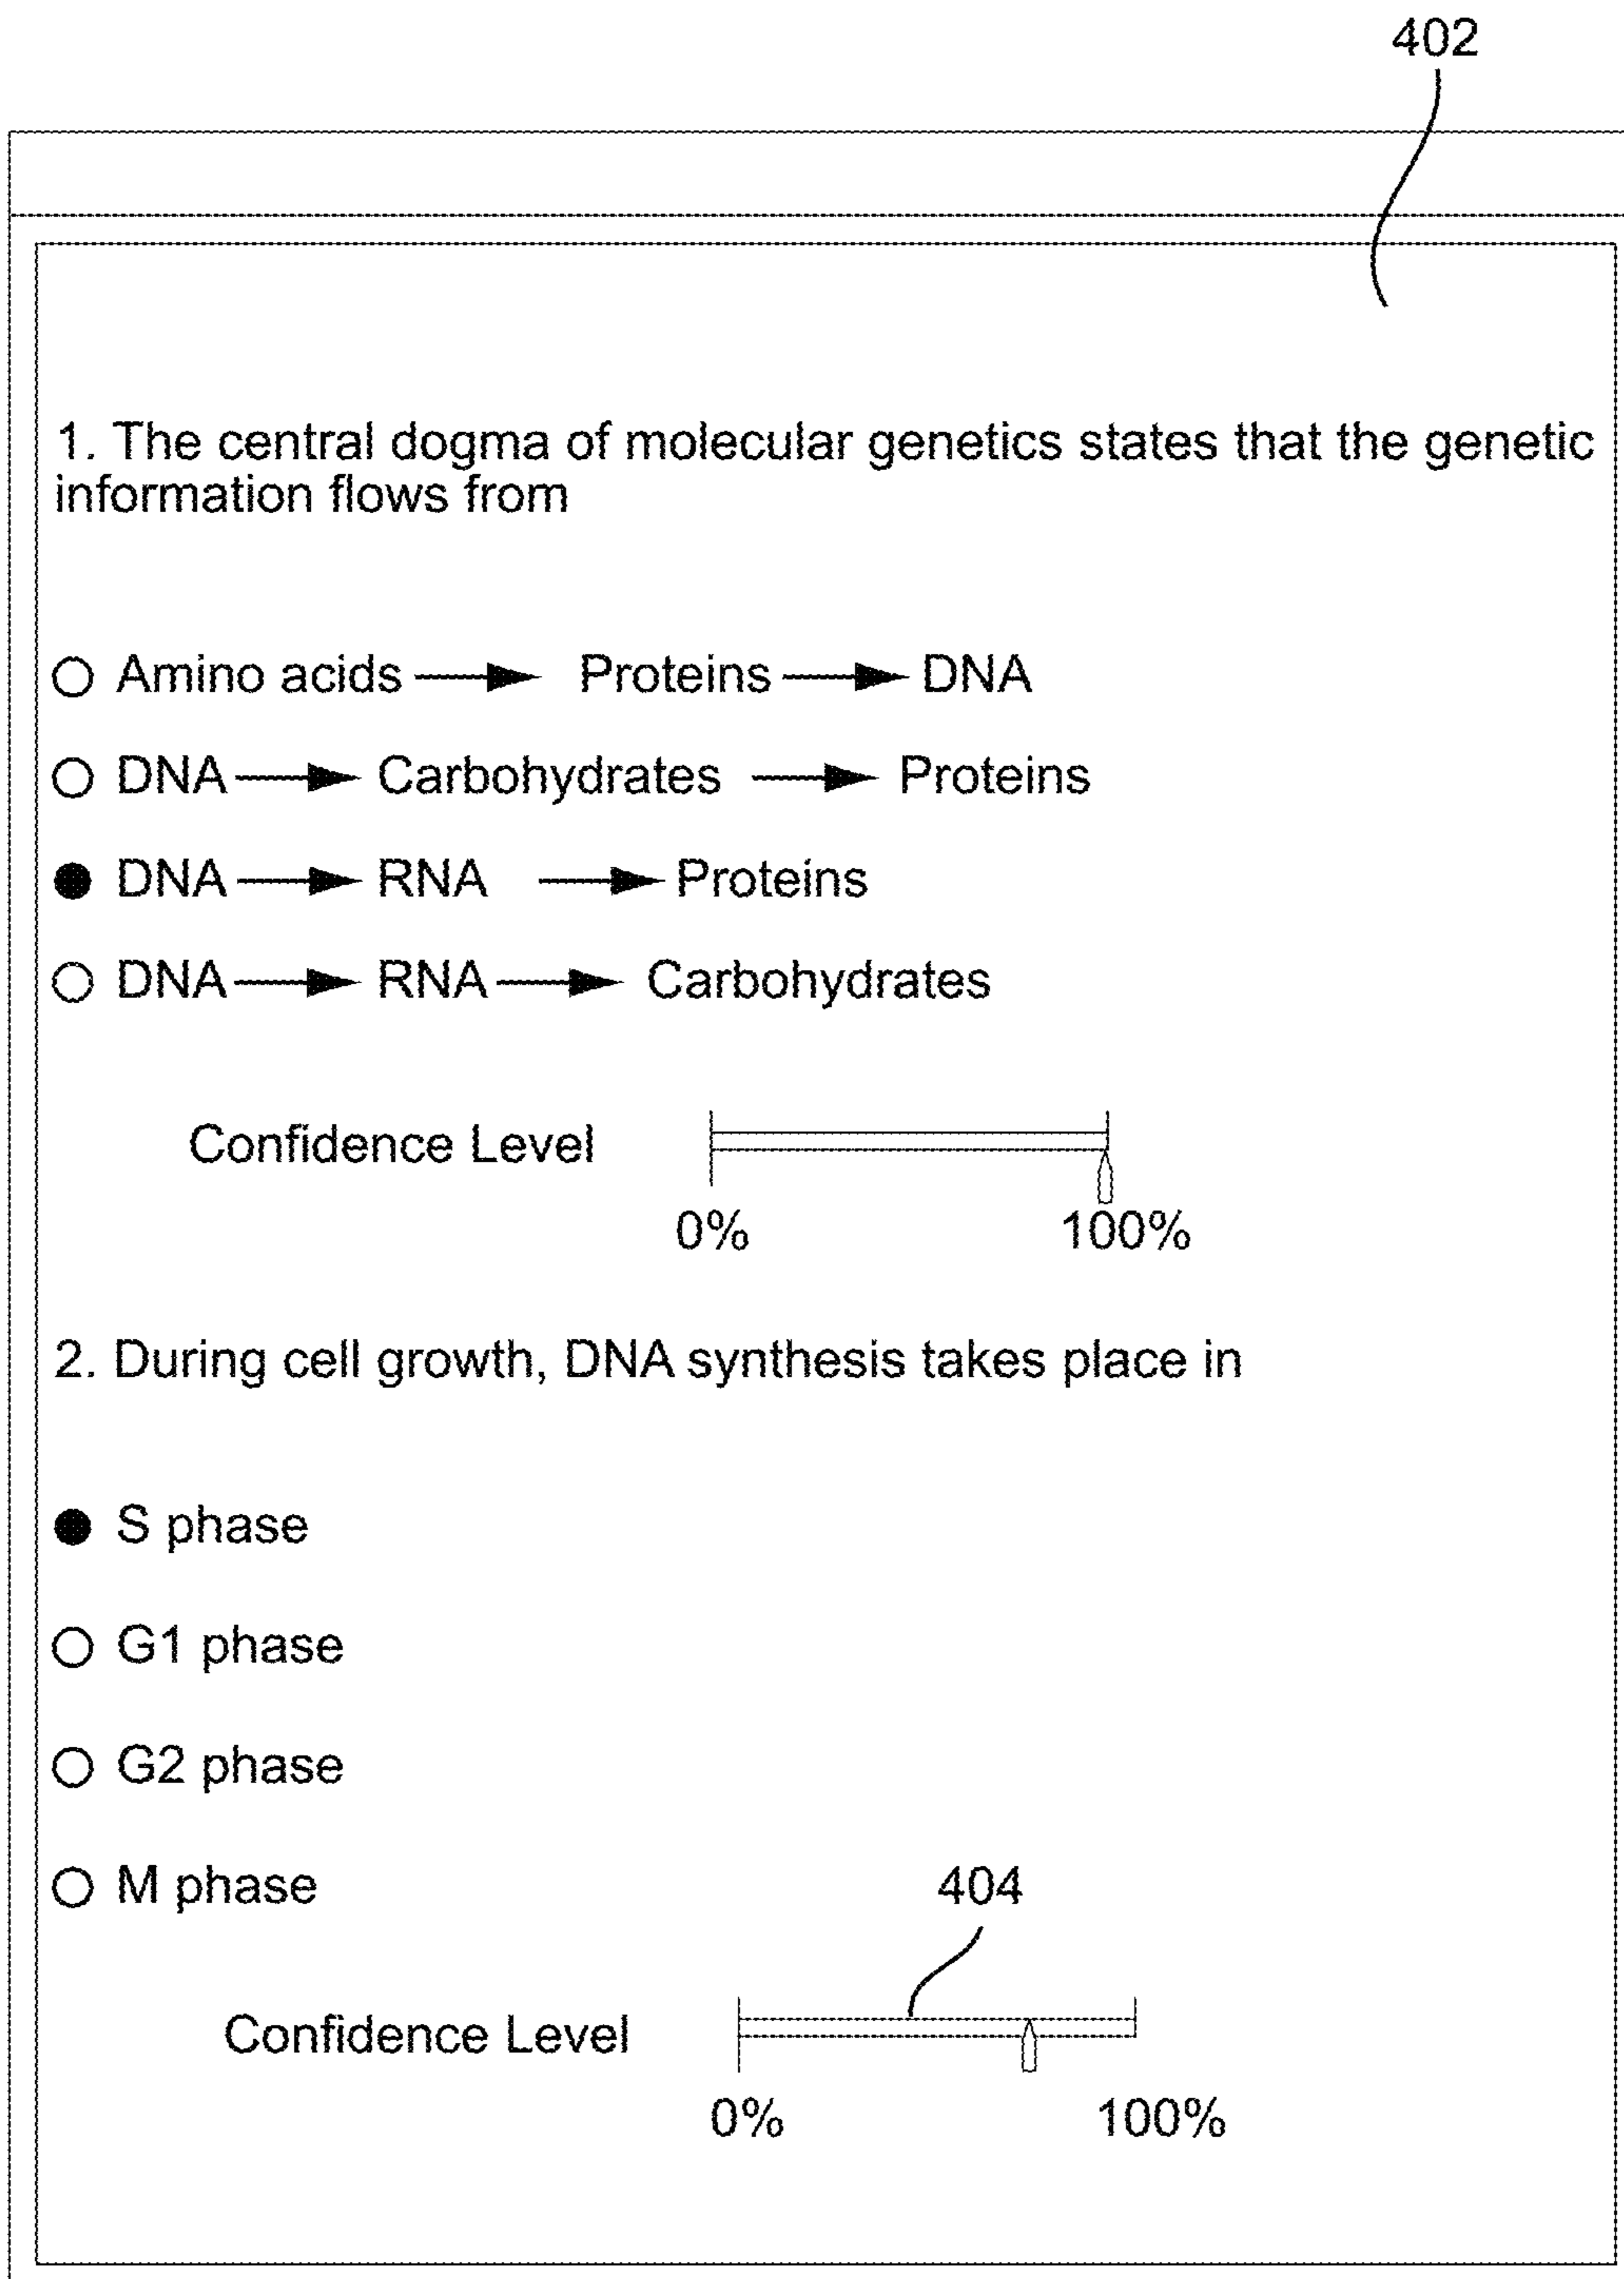 402
1. The central dogma of molecular genetics states that the genetic
information flows from
Amino acids → Proteins → DNA
DNA → Carbohydrates → Proteins
DNA → RNA → Proteins
DNA → RNA → Carbohydrates
Confidence Level
0% 100%
2. During cell growth, DNA synthesis takes place in
S phase
G1 phase
G2 phase
M phase
404
Confidence Level
0% 100%